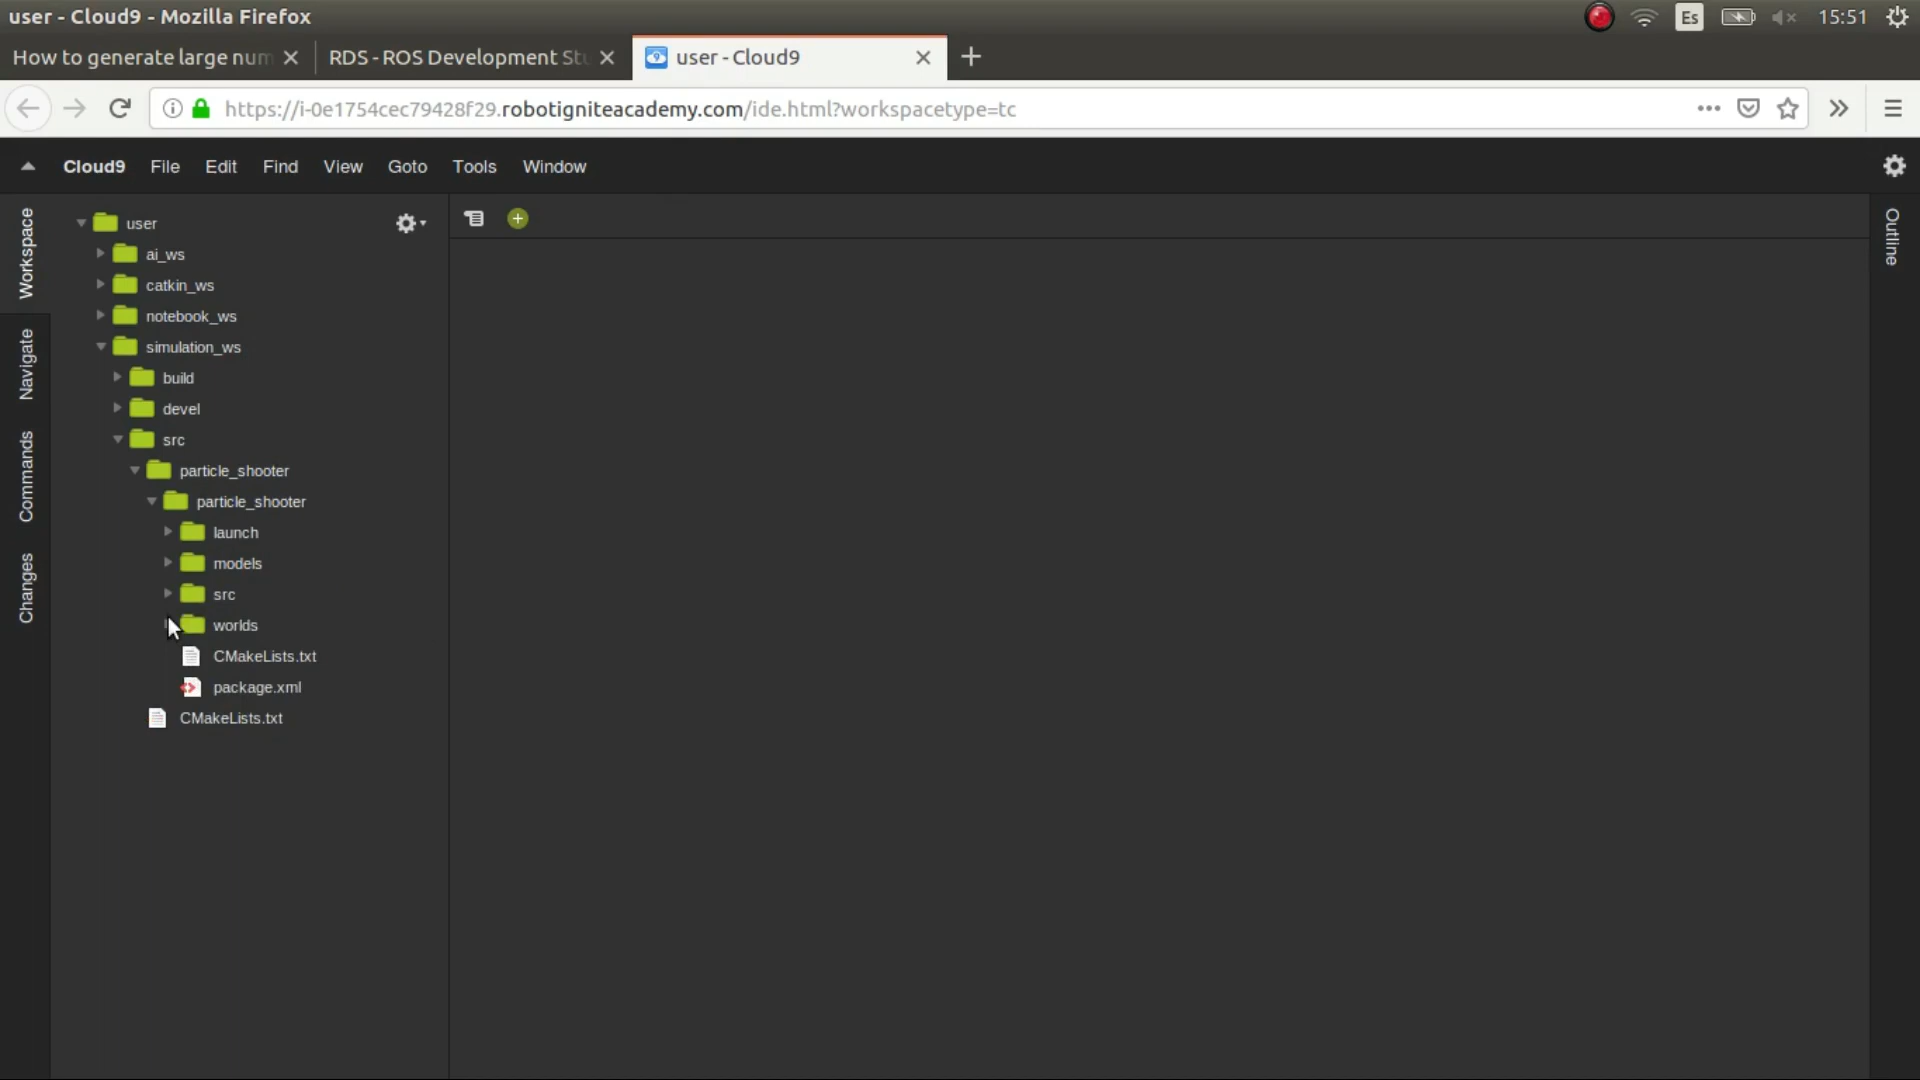 user - Cloud9 - Mozilla Firefox
Es
15:51
How to generate large num
RDS - ROS Development Stu
user - Cloud9
https://i-0e1754cec79428f29.robotigniteacademy.com/ide.html?workspacetype=tc
Cloud9 File Edit Find View Goto Tools Window
Workspace
Navigate
Commands
Changes
user
ai_ws
catkin_ws
notebook_ws
simulation_ws
build
devel
src
particle_shooter
particle_shooter
launch
models
src
worlds
CMakeLists.txt
package.xml
CMakeLists.txt
Outline